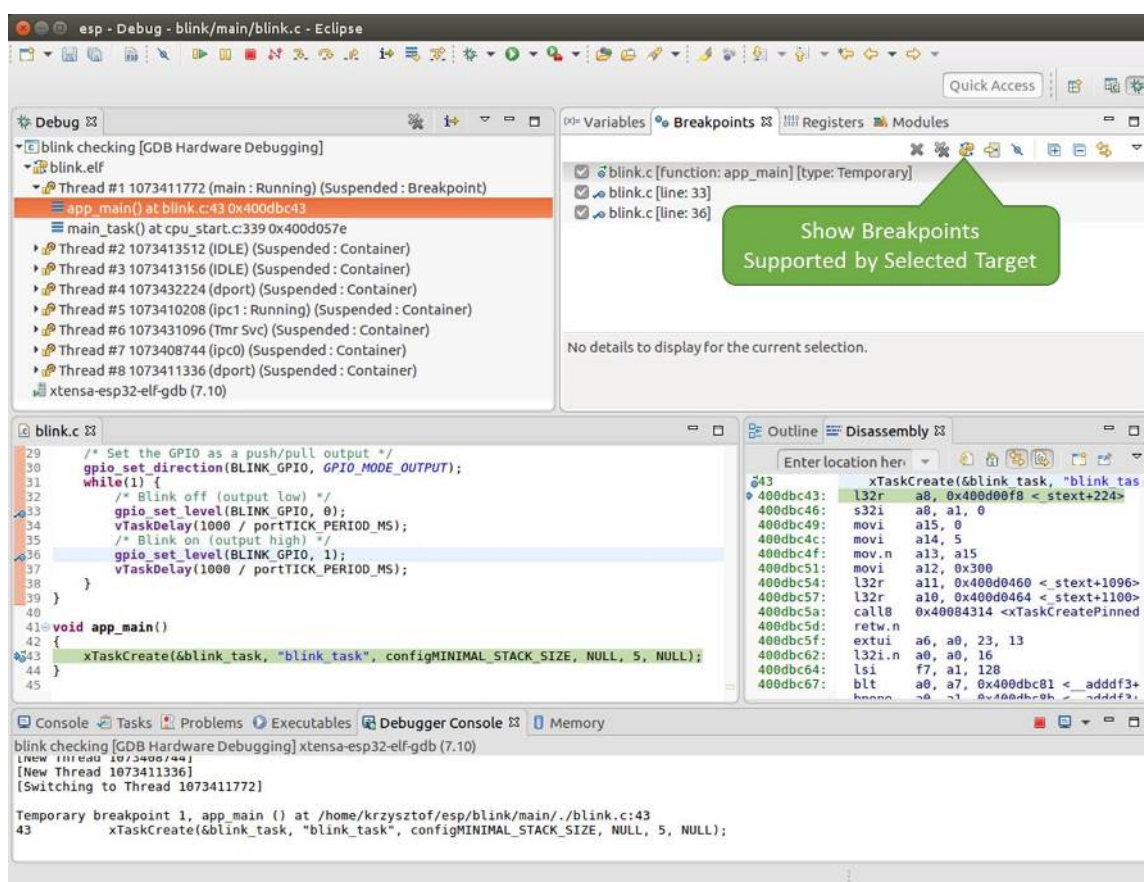 esp - Debug - blink/main/blink.c - Eclipse
Quick Access
Debug
blink checking [GDB Hardware Debugging]
blink.elf
Thread #1 1073411772 (main : Running) (Suspended : Breakpoint)
app_main() at blink.c:43 0x400dbc43
main_task() at cpu_start.c:339 0x400d057e
Thread #2 1073413512 (IDLE) (Suspended : Container)
Thread #3 1073413156 (IDLE) (Suspended : Container)
Thread #4 1073432224 (dport) (Suspended : Container)
Thread #5 1073410208 (ipc1 : Running) (Suspended : Container)
Thread #6 1073431096 (Tmr Svc) (Suspended : Container)
Thread #7 1073408744 (ipc0) (Suspended : Container)
Thread #8 1073411336 (dport) (Suspended : Container)
xtensa-esp32-elf-gdb (7.10)
(x)= Variables Breakpoints Registers Modules
blink.c [function: app_main] [type: Temporary]
blink.c [line: 33]
blink.c [line: 36]
Show Breakpoints
Supported by Selected Target
No details to display for the current selection.
blink.c
29 /* Set the GPIO as a push/pull output */
30 gpio_set_direction(BLINK_GPIO, GPIO_MODE_OUTPUT);
31 while(1) {
32 /* Blink off (output low) */
33 gpio_set_level(BLINK_GPIO, 0);
34 vTaskDelay(1000 / portTICK_PERIOD_MS);
35 /* Blink on (output high) */
36 gpio_set_level(BLINK_GPIO, 1);
37 vTaskDelay(1000 / portTICK_PERIOD_MS);
38 }
39 }
40
41 void app_main()
42 {
43 xTaskCreate(&blink_task, "blink_task", configMINIMAL_STACK_SIZE, NULL, 5, NULL);
44 }
45
Outline Disassembly
Enter location her
43 xTaskCreate(&blink_task, "blink_tas
400dbc43: l32r a8, 0x400d00f8 <_stext+224>
400dbc46: s32i a8, a1, 0
400dbc49: movi a15, 0
400dbc4c: movi a14, 5
400dbc4f: mov.n a13, a15
400dbc51: movi a12, 0x300
400dbc54: l32r a11, 0x400d0460 <_stext+1096>
400dbc57: l32r a10, 0x400d0464 <_stext+1100>
400dbc5a: call8 0x40084314 <xTaskCreatePinned
400dbc5d: retw.n
400dbc5f: extui a6, a0, 23, 13
400dbc62: l32i.n a0, a0, 16
400dbc64: lsi f7, a1, 128
400dbc67: blt a0, a7, 0x400dbc81 <__adddf3+
Console Tasks Problems Executables Debugger Console Memory
blink checking [GDB Hardware Debugging] xtensa-esp32-elf-gdb (7.10)
[New Thread 1073408744]
[New Thread 1073411336]
[Switching to Thread 1073411772]
Temporary breakpoint 1, app_main () at /home/krzysztof/esp/blink/main/./blink.c:43
43 xTaskCreate(&blink_task, "blink_task", configMINIMAL_STACK_SIZE, NULL, 5, NULL);